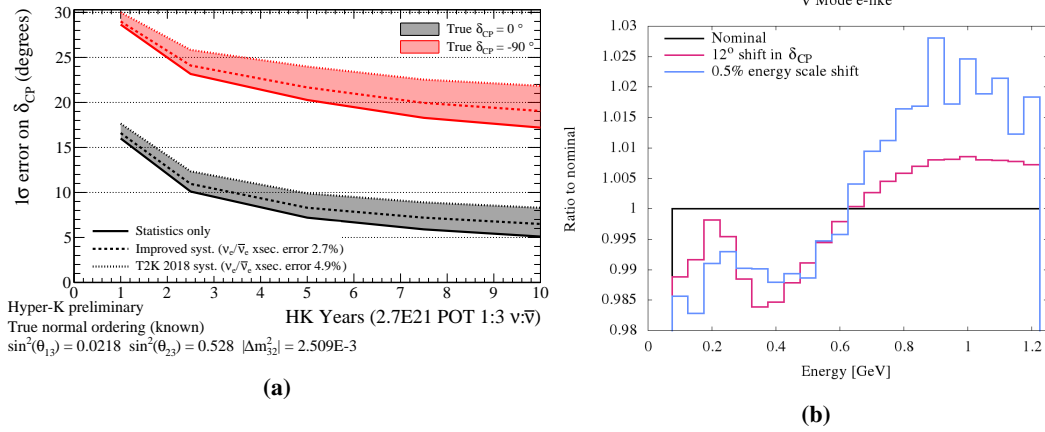 1σ error on δCP (degrees)
30
25
20
15
10
5
0
True δCP = 0 °
True δCP = -90 °
Statistics only
Improved syst. (νe/ν̅e xsec. error 2.7%)
T2K 2018 syst. (νe/ν̅e xsec. error 4.9%)
0 1 2 3 4 5 6 7 8 9 10
HK Years (2.7E21 POT 1:3 ν:ν̅)
Hyper-K preliminary
True normal ordering (known)
sin²(θ13) = 0.0218 sin²(θ23) = 0.528 |Δm²32| = 2.509E-3
(a)
Mode e-like
Ratio to nominal
1.03
1.025
1.02
1.015
1.01
1.005
1
0.995
0.99
0.985
0.98
Nominal
12° shift in δCP
0.5% energy scale shift
0 0.2 0.4 0.6 0.8 1 1.2
Energy [GeV]
(b)